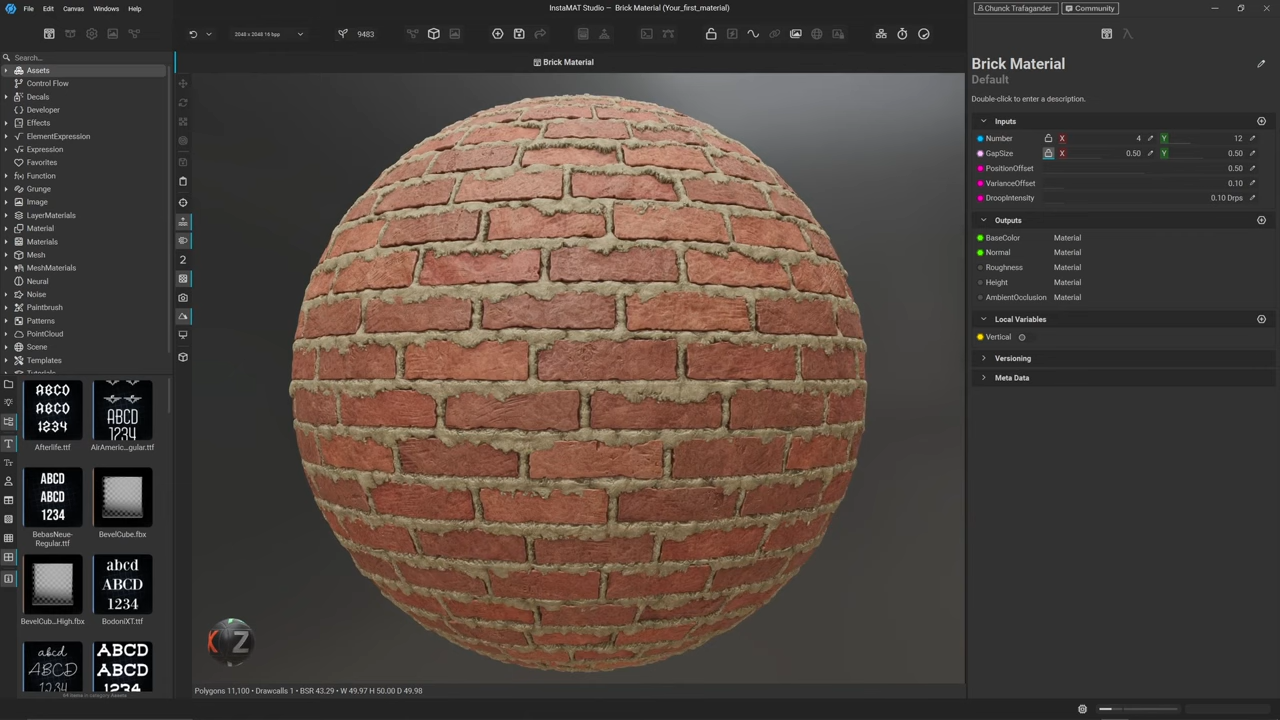 File Edit Canvas Windows Help
InstaMAT Studio – Brick Material (Your_first_material)
Chunck Trafagander Community
2048 x 2048 16 bpp
9483
Search...
Brick Material
Assets
Control Flow
Decals
Developer
Effects
ElementExpression
Expression
Favorites
Function
Grunge
Image
LayerMaterials
Material
Materials
Mesh
MeshMaterials
Neural
Noise
Paintbrush
Patterns
PointCloud
Scene
Templates
2
ABCD
ABCD
1234
Afterlife.ttf
ABCD
1234
AirAmeric...gular.ttf
ABCD
ABCD
1234
BebasNeue-
Regular.ttf
BevelCube.fbx
BevelCub...High.fbx
abcd
ABCD
1234
BodoniXT.ttf
abcd
ABCD
1234
ABCD
ABCD
1234
X Z
Polygons 11,100 • Drawcalls 1 • BSR 43.29 • W 49.97 H 50.00 D 49.98
Brick Material
Default
Double-click to enter a description.
Inputs
Number X 4 Y 12
GapSize X 0.50 Y 0.50
PositionOffset 0.50
VarianceOffset 0.10
DroopIntensity 0.10 Drps
Outputs
BaseColor Material
Normal Material
Roughness Material
Height Material
AmbientOcclusion Material
Local Variables
Vertical
Versioning
Meta Data